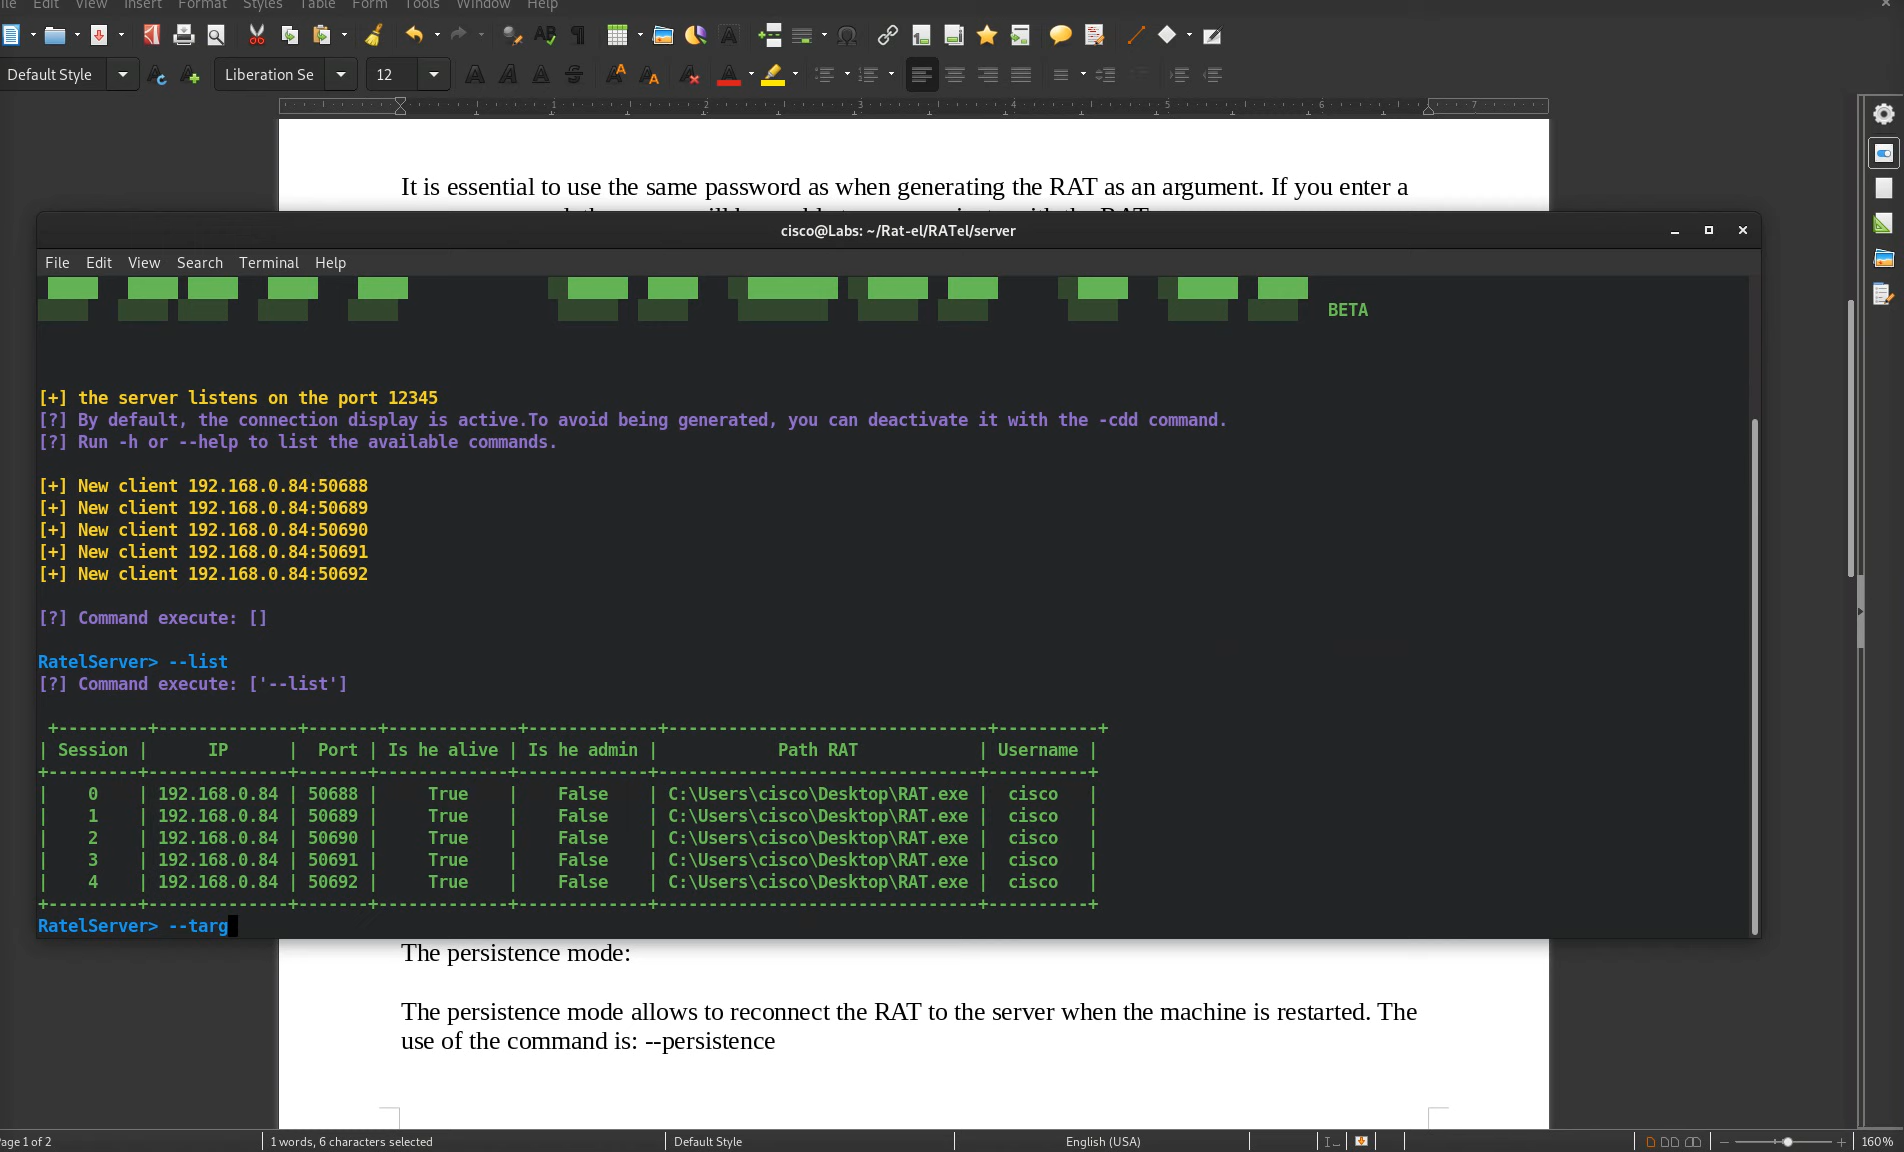 File Edit View Insert Format Styles Table Form Tools Window Help
Default Style Liberation Se 12
1 2 3 4 5 6 7
It is essential to use the same password as when generating the RAT as an argument. If you enter a
cisco@Labs: ~/Rat-el/RATel/server
File Edit View Search Terminal Help
BETA
[+] the server listens on the port 12345
[?] By default, the connection display is active.To avoid being generated, you can deactivate it with the -cdd command.
[?] Run -h or --help to list the available commands.
[+] New client 192.168.0.84:50688
[+] New client 192.168.0.84:50689
[+] New client 192.168.0.84:50690
[+] New client 192.168.0.84:50691
[+] New client 192.168.0.84:50692
[?] Command execute: []
RatelServer> --list
[?] Command execute: ['--list']
+---------+--------------+-------+-------------+-------------+--------------------------------+----------+
| Session | IP | Port | Is he alive | Is he admin | Path RAT | Username |
+---------+--------------+-------+-------------+-------------+--------------------------------+----------+
| 0 | 192.168.0.84 | 50688 | True | False | C:\Users\cisco\Desktop\RAT.exe | cisco |
| 1 | 192.168.0.84 | 50689 | True | False | C:\Users\cisco\Desktop\RAT.exe | cisco |
| 2 | 192.168.0.84 | 50690 | True | False | C:\Users\cisco\Desktop\RAT.exe | cisco |
| 3 | 192.168.0.84 | 50691 | True | False | C:\Users\cisco\Desktop\RAT.exe | cisco |
| 4 | 192.168.0.84 | 50692 | True | False | C:\Users\cisco\Desktop\RAT.exe | cisco |
+---------+--------------+-------+-------------+-------------+--------------------------------+----------+
RatelServer> --targ
The persistence mode:
The persistence mode allows to reconnect the RAT to the server when the machine is restarted. The
use of the command is: --persistence
age 1 of 2 1 words, 6 characters selected Default Style English (USA) 160%